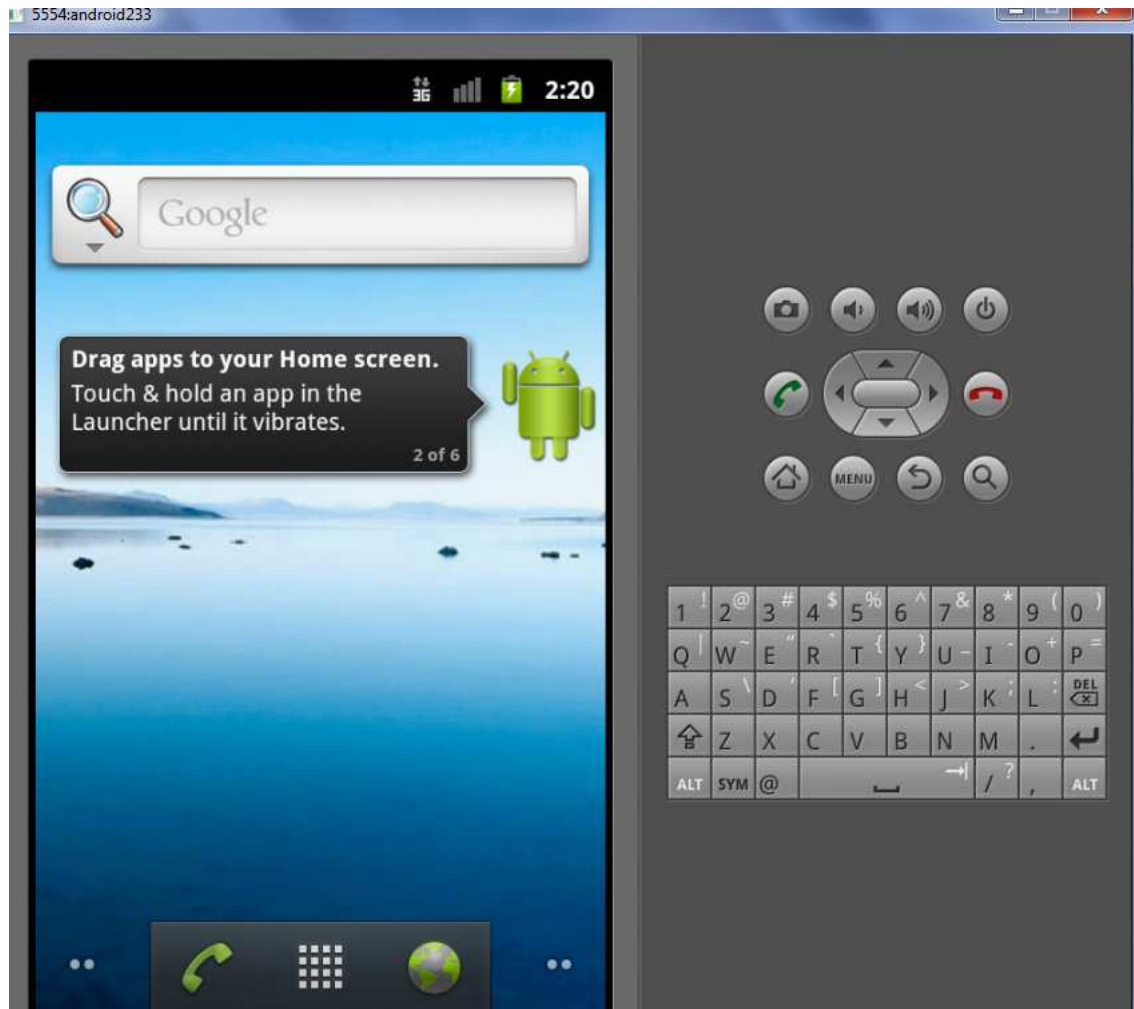 5554:android233
3G 2:20
Google
Drag apps to your Home screen.
Touch & hold an app in the
Launcher until it vibrates.
2 of 6
MENU
1 ! 2 @ 3 # 4 $ 5 % 6 ^ 7 & 8 * 9 ( 0 )
Q | W ~ E " R ` T { Y } U _ I - O + P =
A S \ D ' F [ G ] H < J > K ; L : DEL
Z X C V B N M .
ALT SYM @ / ? , ALT